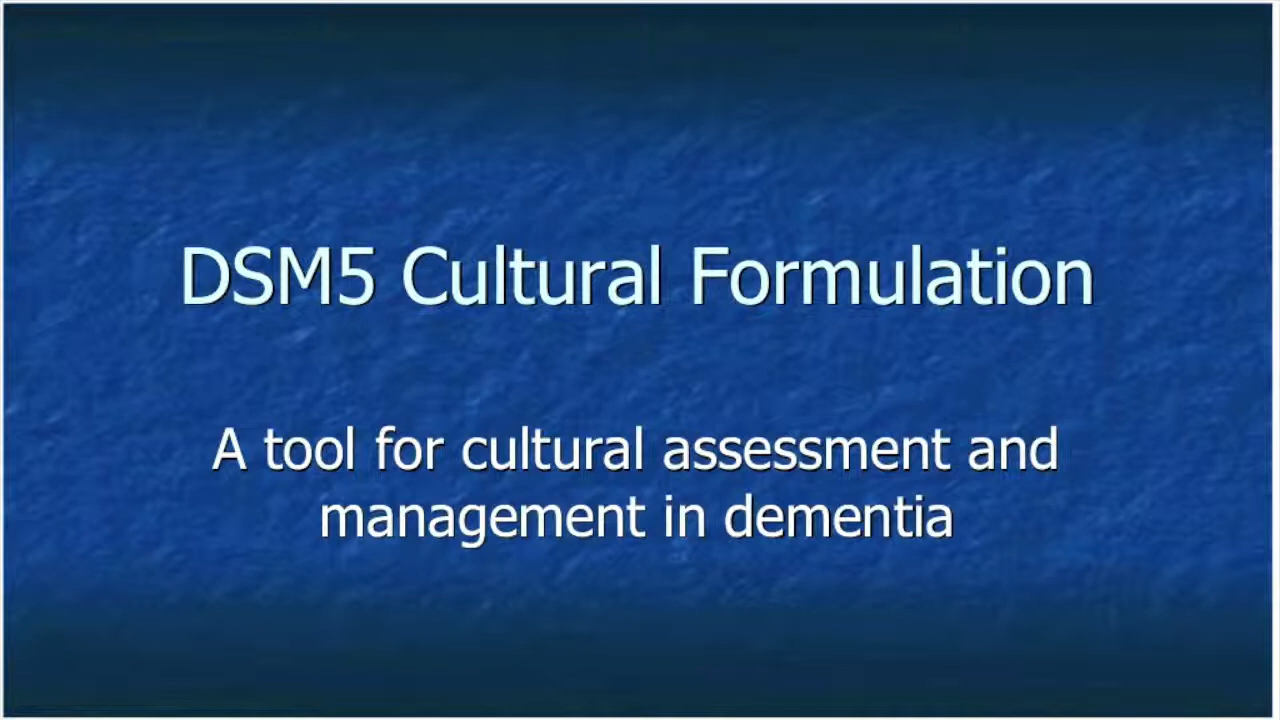 DSM5 Cultural Formulation
A tool for cultural assessment and
management in dementia